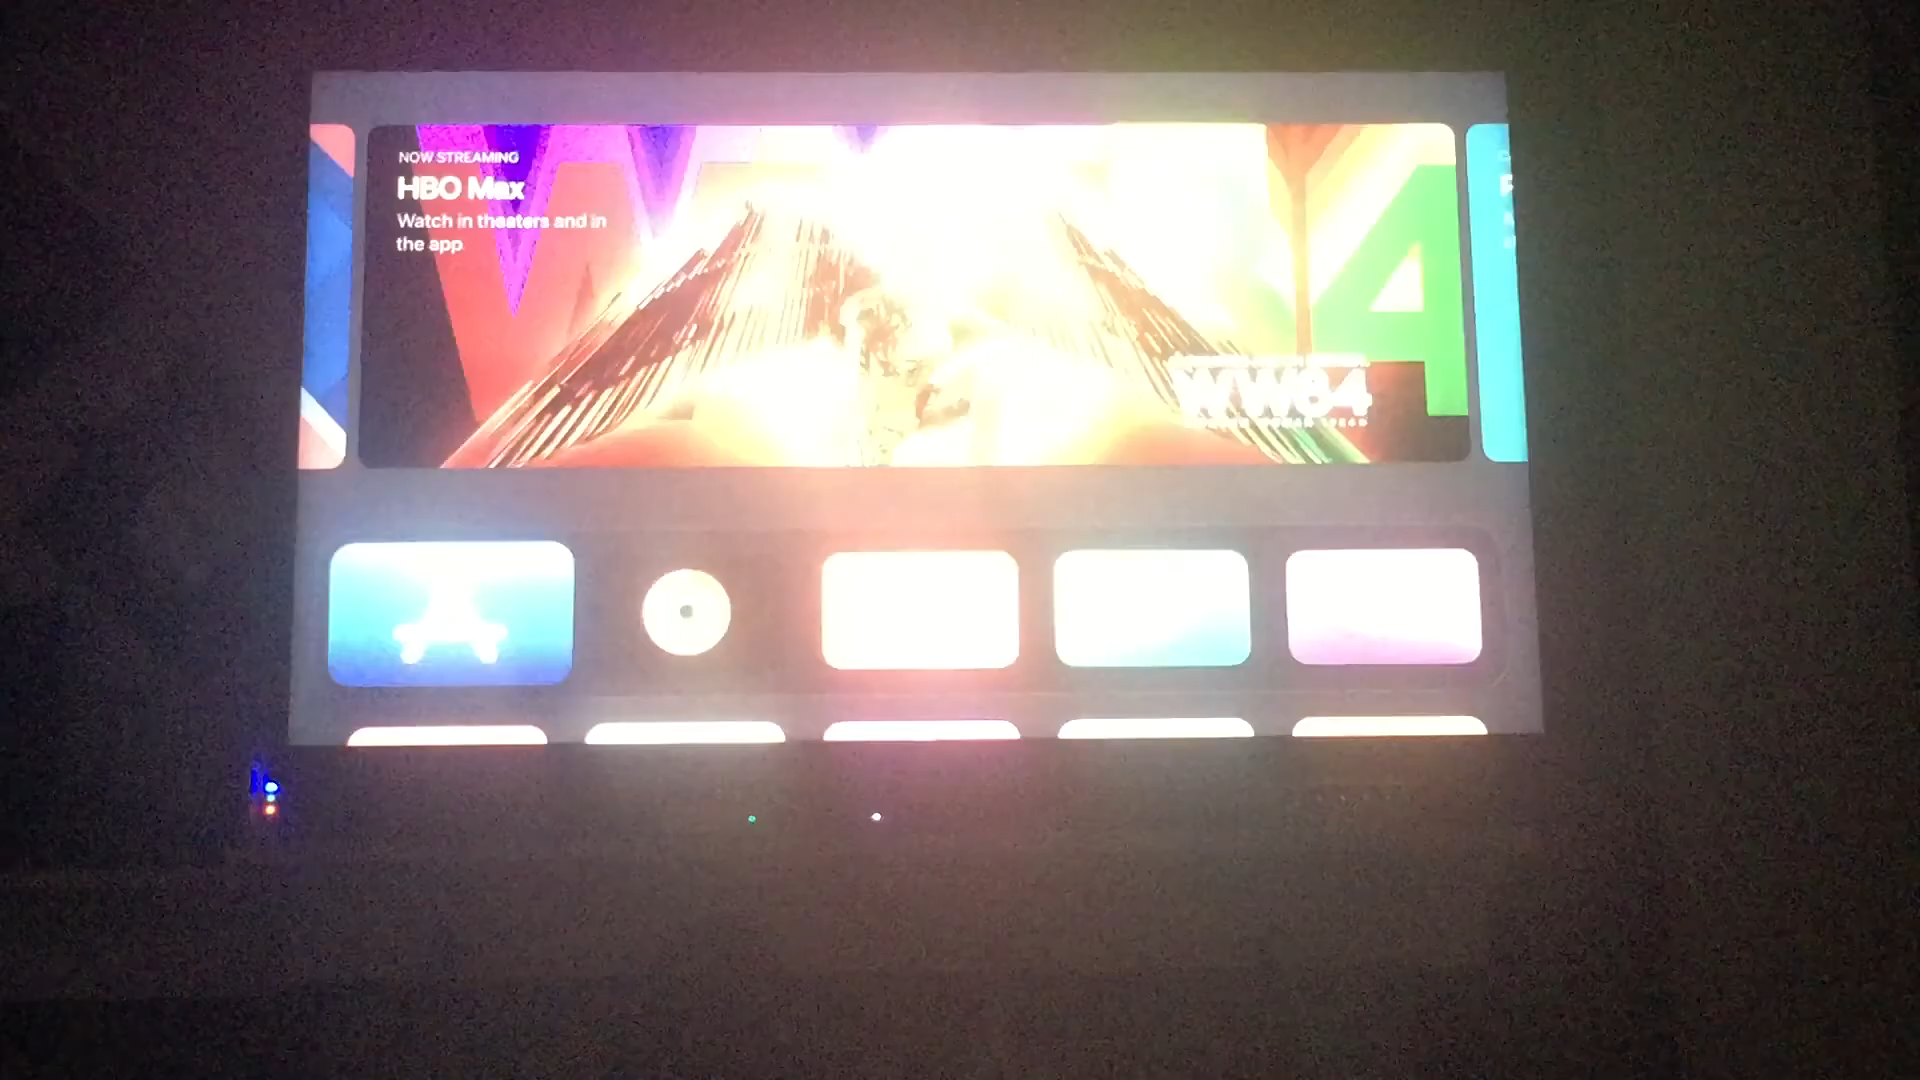 NOW STREAMING
HBO Max
Watch in theaters and in
the app
WW84